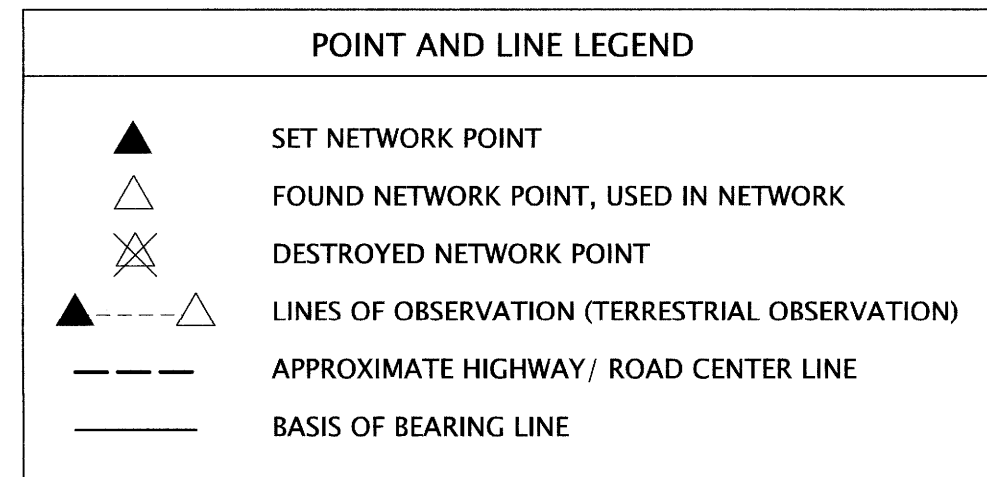 POINT AND LINE LEGEND
SET NETWORK POINT
FOUND NETWORK POINT, USED IN NETWORK
DESTROYED NETWORK POINT
LINES OF OBSERVATION (TERRESTRIAL OBSERVATION)
APPROXIMATE HIGHWAY/ ROAD CENTER LINE
BASIS OF BEARING LINE